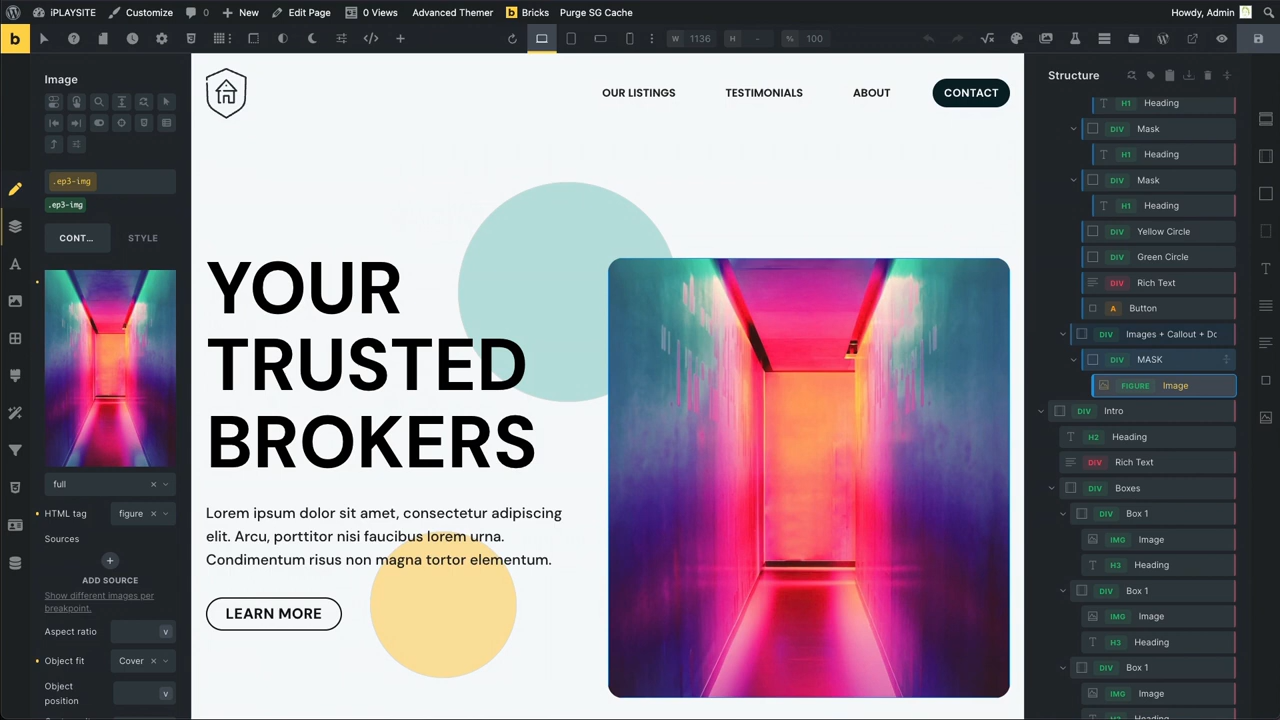 iPLAYSITE
Customize
0
New
Edit Page
0 Views
Advanced Themer
b
Bricks
Purge SG Cache
Howdy, Admin
b
W 1136
H -
% 100
Image
.ep3-img
.ep3-img
CONT...
STYLE
full
HTML tag
figure
Sources
ADD SOURCE
Show different images per
breakpoint.
Aspect ratio
Object fit
Cover
Object
position
OUR LISTINGS
TESTIMONIALS
ABOUT
CONTACT
YOUR
TRUSTED
BROKERS
Lorem ipsum dolor sit amet, consectetur adipiscing
elit. Arcu, porttitor nisi faucibus lorem urna.
Condimentum risus non magna tortor elementum.
LEARN MORE
Structure
H1 Heading
DIV Mask
H1 Heading
DIV Mask
H1 Heading
DIV Yellow Circle
DIV Green Circle
DIV Rich Text
A Button
DIV Images + Callout + Do
DIV MASK
FIGURE Image
DIV Intro
H2 Heading
DIV Rich Text
DIV Boxes
DIV Box 1
IMG Image
H3 Heading
DIV Box 1
IMG Image
H3 Heading
DIV Box 1
IMG Image